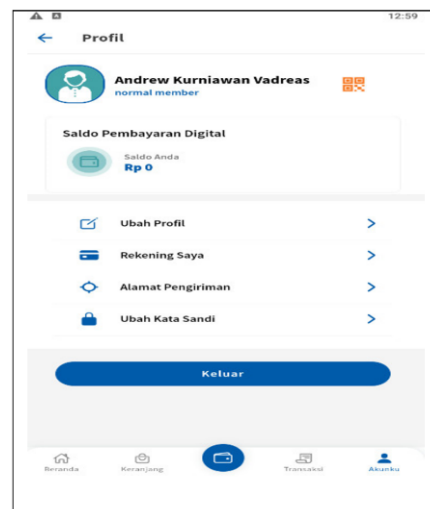 12:59
Profil
Andrew Kurniawan Vadreas
normal member
Saldo Pembayaran Digital
Saldo Anda
Rp 0
Ubah Profil
Rekening Saya
Alamat Pengiriman
Ubah Kata Sandi
Keluar
Beranda Keranjang Transaksi Akunku